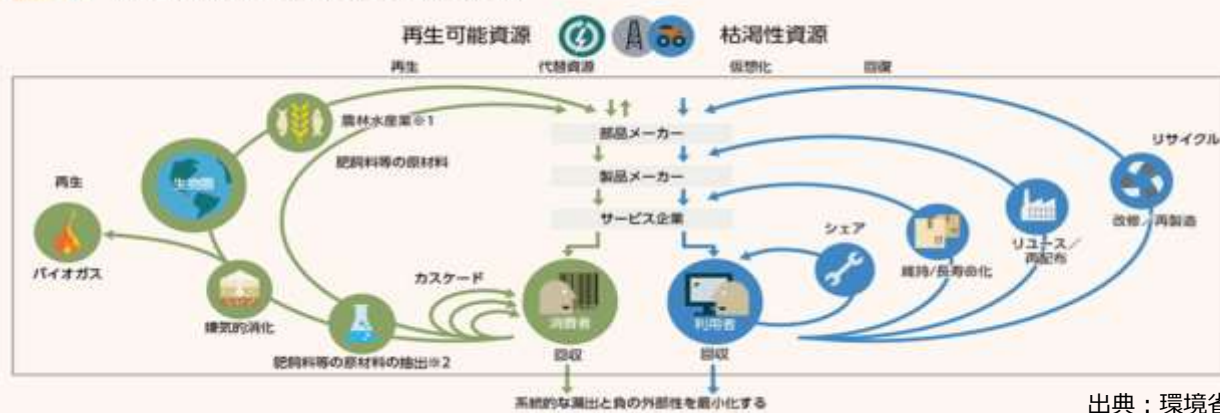 再生可能資源
枯渇性資源
再生
代替資源
仮想化
回復
農林水産業※1
部品メーカー
リサイクル
肥飼料等の原材料
生物圏
再生
製品メーカー
サービス企業
シェア
改修/再製造
リユース/
再配布
維持/長寿命化
バイオガス
カスケード
嫌気的消化
消費者
利用者
肥飼料等の原材料の抽出※2
回収
回収
系統的な漏出と負の外部性を最小化する
出典：環境省